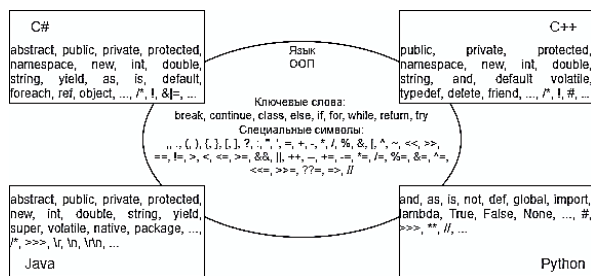 C#
abstract, public, private, protected,
namespace, new, int, double,
string, yield, as, is, default,
foreach, ref, object, ..., /*, !, &|=, ...
C++
public, private, protected,
namespace, new, int, double,
string, and, default volatile,
typedef, delete, friend, ..., /*, !, #, ...
Язык
ООП
Ключевые слова:
break, continue, class, else, if, for, while, return, try
Специальные символы:
,, ., (, ), {, }, [, ], ?, :, ", ', =, +, -, *, /, %, &, |, ^, ~, <<, >>,
==, !=, >, <, <=, >=, &&, ||, ++, --, +=, -=, *=, /=, %=, &=, ^=,
<<=, >>=, ??=, =>, //
abstract, public, private, protected,
new, int, double, string, yield,
super, volatile, native, package, ...,
/*, >>>, \r, \n, \r\n, ...
Java
and, as, is, not, def, global, import,
lambda, True, False, None, ..., #,
>>>, **, //, ...
Python